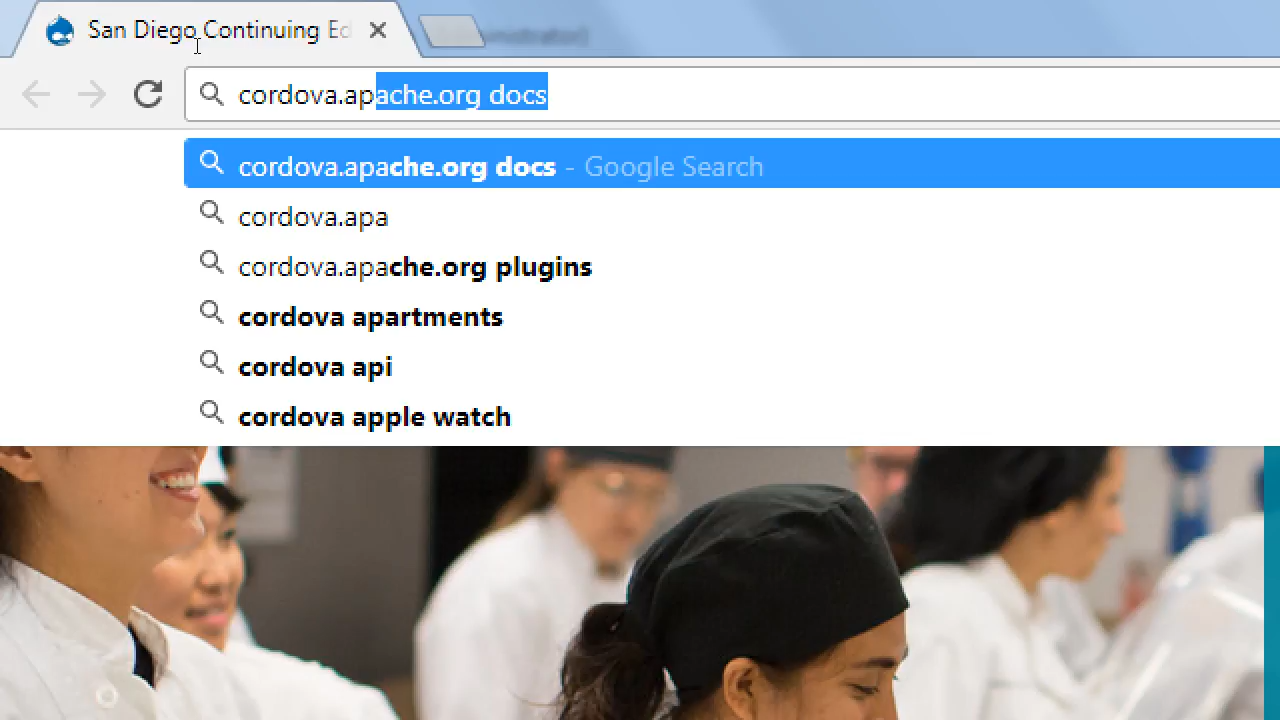 San Diego Continuing Ed
cordova.apache.org docs
cordova.apache.org docs - Google Search
cordova.apa
cordova.apache.org plugins
cordova apartments
cordova api
cordova apple watch